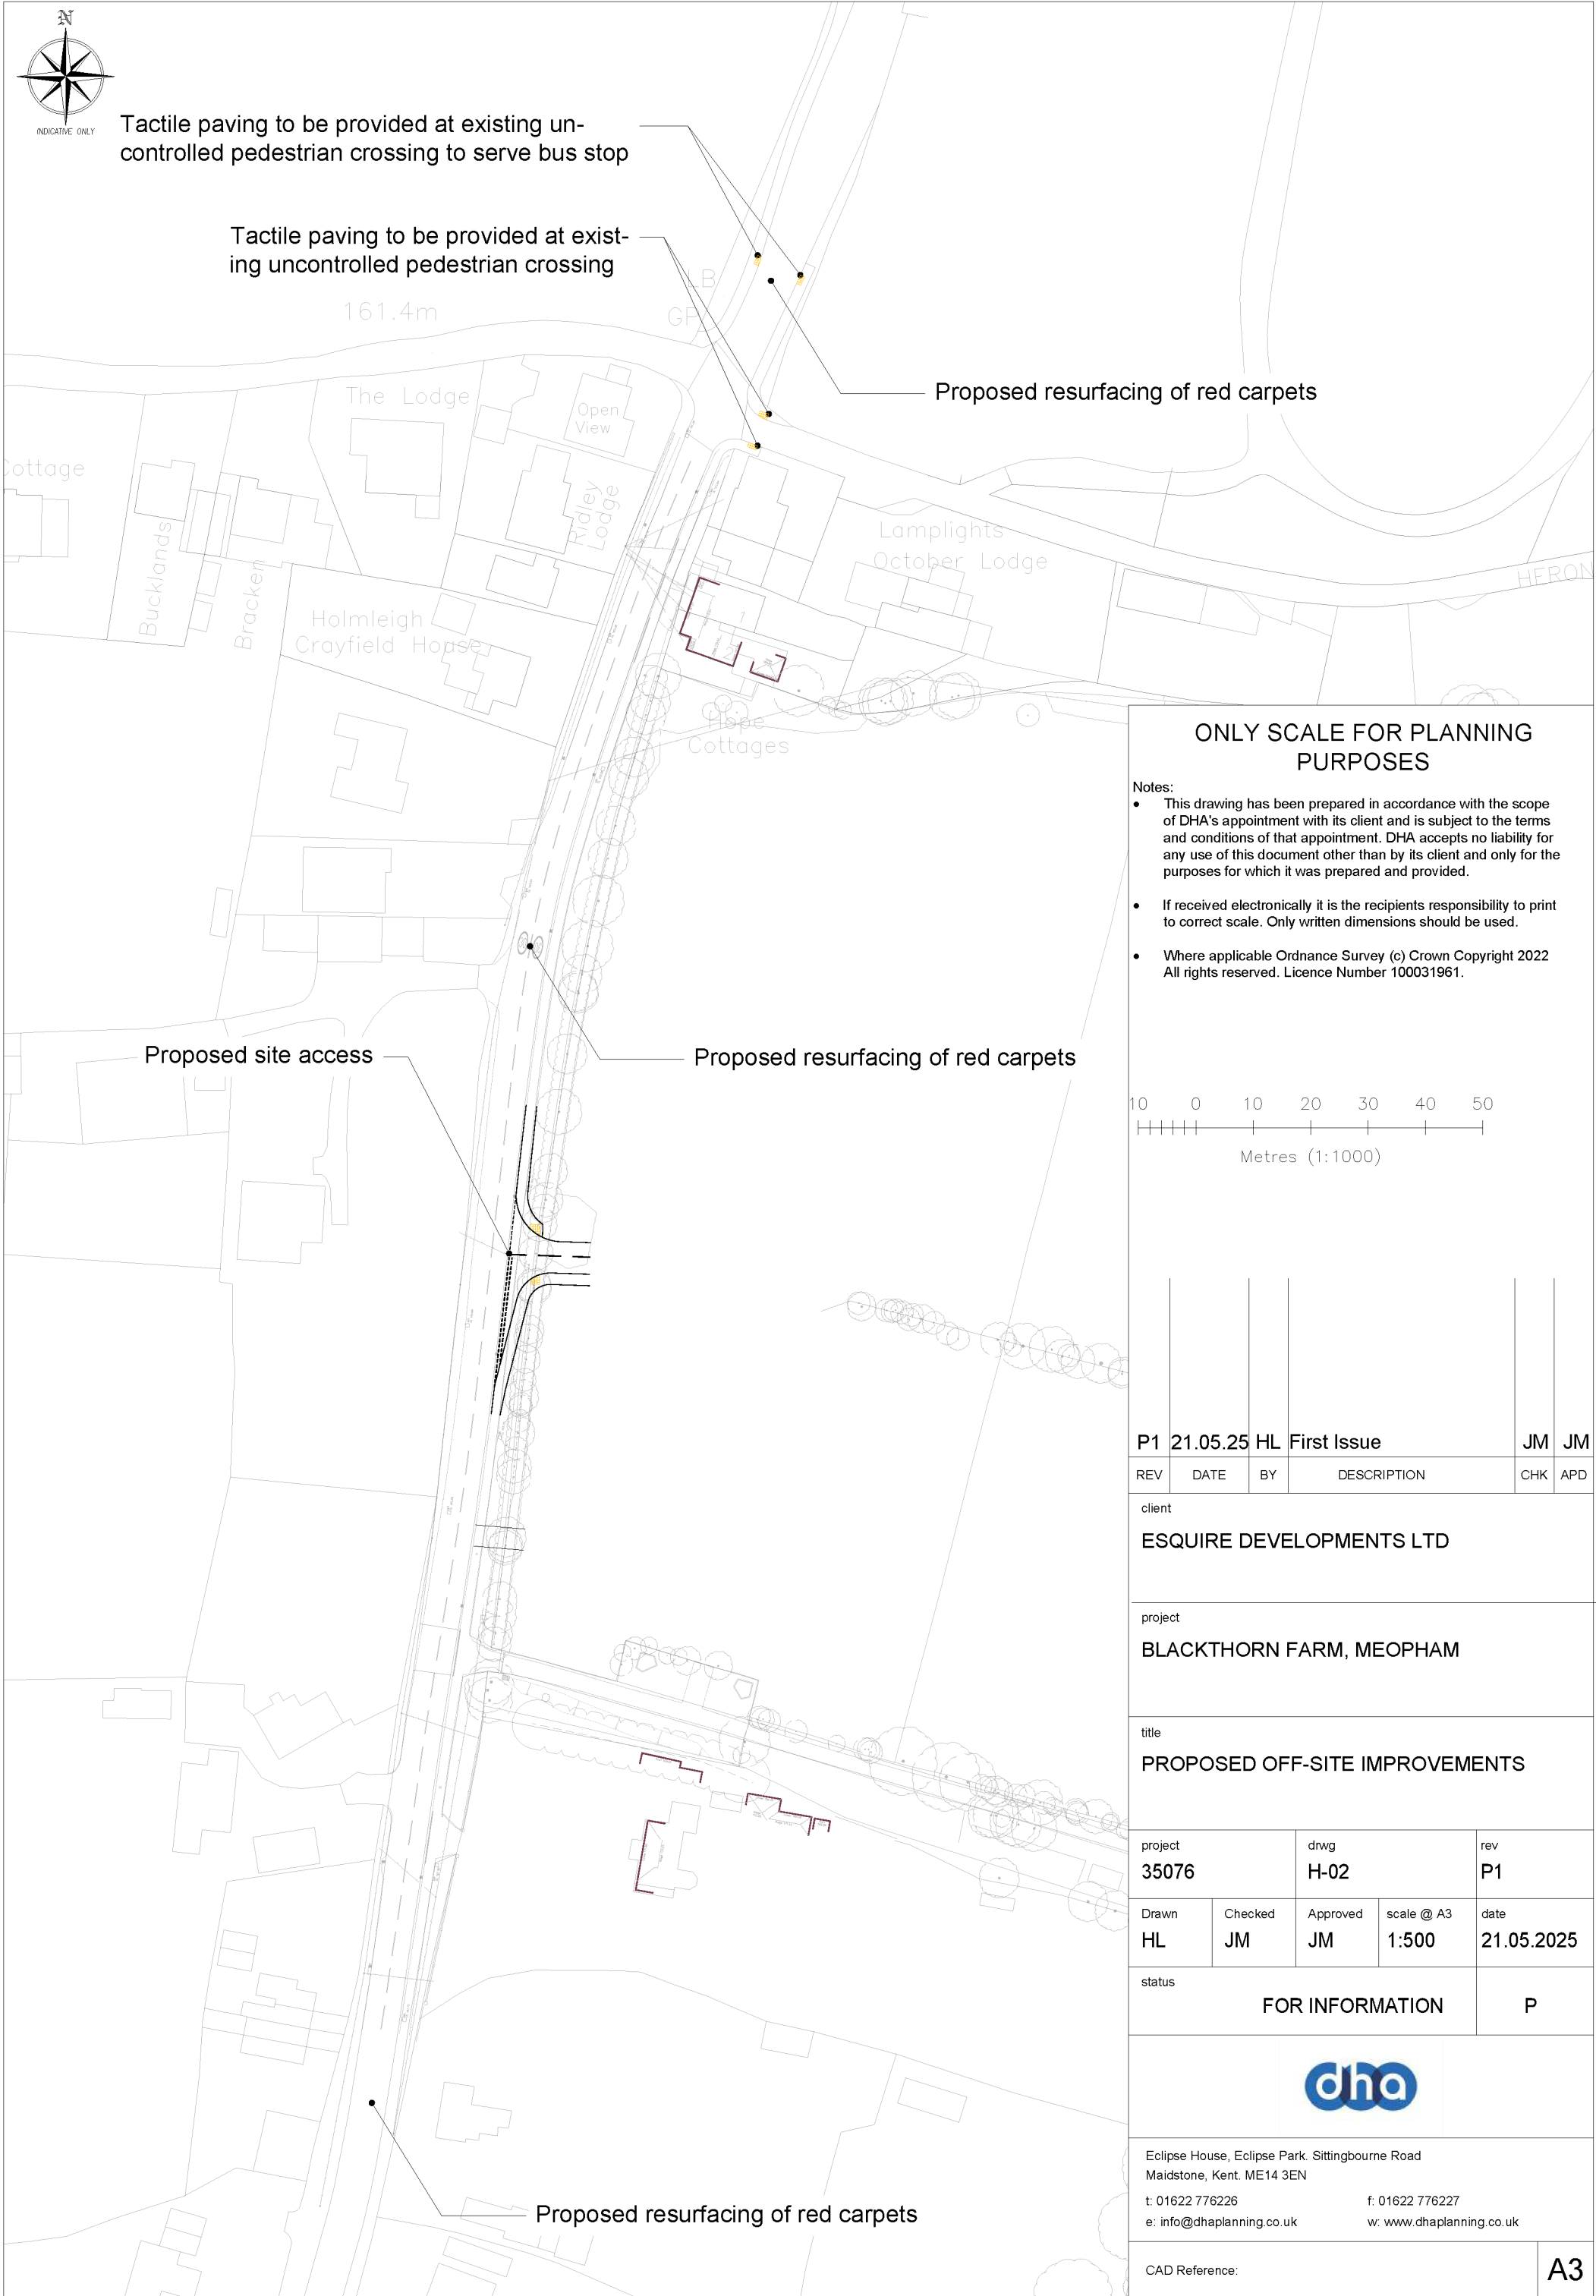 N
INDICATIVE ONLY
Tactile paving to be provided at existing un-
controlled pedestrian crossing to serve bus stop
Tactile paving to be provided at exist-
ing uncontrolled pedestrian crossing
LB
GP
161.4m
Proposed resurfacing of red carpets
The Lodge
Open
View
Cottage
Ridley
Lodge
Bucklands
Bracken
Lamplights
October Lodge
HERON
Holmleigh
Crayfield House
Hope
Cottages
Proposed site access
Proposed resurfacing of red carpets
Proposed resurfacing of red carpets
ONLY SCALE FOR PLANNING
PURPOSES
Notes:
• This drawing has been prepared in accordance with the scope
of DHA's appointment with its client and is subject to the terms
and conditions of that appointment. DHA accepts no liability for
any use of this document other than by its client and only for the
purposes for which it was prepared and provided.
• If received electronically it is the recipients responsibility to print
to correct scale. Only written dimensions should be used.
• Where applicable Ordnance Survey (c) Crown Copyright 2022
All rights reserved. Licence Number 100031961.
10 0 10 20 30 40 50
Metres (1:1000)
P1 21.05.25 HL First Issue JM JM
REV DATE BY DESCRIPTION CHK APD
client
ESQUIRE DEVELOPMENTS LTD
project
BLACKTHORN FARM, MEOPHAM
title
PROPOSED OFF-SITE IMPROVEMENTS
project drwg rev
35076 H-02 P1
Drawn Checked Approved scale @ A3 date
HL JM JM 1:500 21.05.2025
status
FOR INFORMATION P
dha
Eclipse House, Eclipse Park. Sittingbourne Road
Maidstone, Kent. ME14 3EN
t: 01622 776226 f: 01622 776227
e: info@dhaplanning.co.uk w: www.dhaplanning.co.uk
CAD Reference: A3